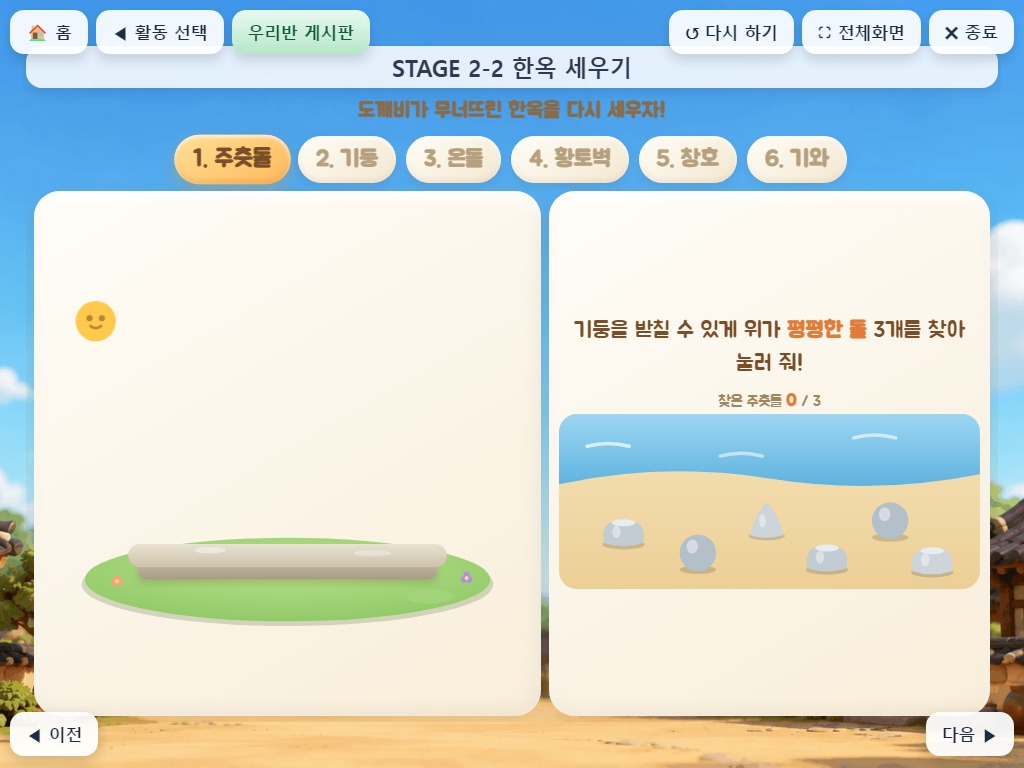 🏠 홈
◀ 활동 선택
우리반 게시판
↺ 다시 하기
⛶ 전체화면
✕ 종료
STAGE 2-2 한옥 세우기
도깨비가 무너뜨린 한옥을 다시 세우자!
1. 주춧돌
2. 기둥
3. 온돌
4. 황토벽
5. 창호
6. 기와
기둥을 받칠 수 있게 위가 평평한 돌 3개를 찾아
눌러 줘!
찾은 주춧돌 0 / 3
◀ 이전
다음 ▶